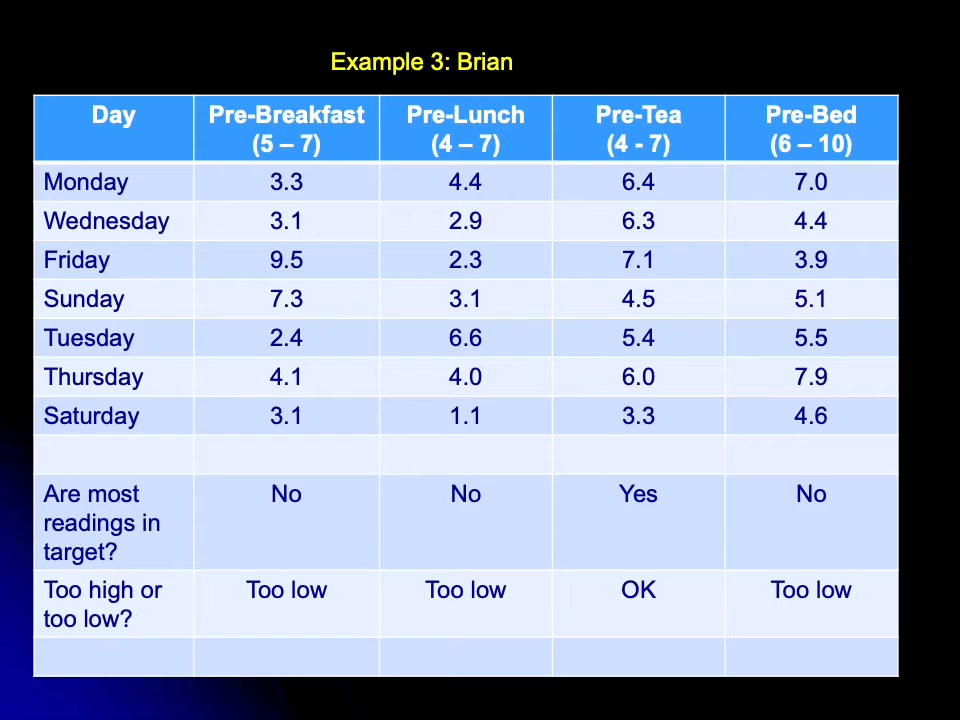 Example 3: Brian
Day Pre-Breakfast Pre-Lunch Pre-Tea Pre-Bed
(5 – 7) (4 – 7) (4 - 7) (6 – 10)
Monday 3.3 4.4 6.4 7.0
Wednesday 3.1 2.9 6.3 4.4
Friday 9.5 2.3 7.1 3.9
Sunday 7.3 3.1 4.5 5.1
Tuesday 2.4 6.6 5.4 5.5
Thursday 4.1 4.0 6.0 7.9
Saturday 3.1 1.1 3.3 4.6
Are most No No Yes No
readings in
target?
Too high or Too low Too low OK Too low
too low?